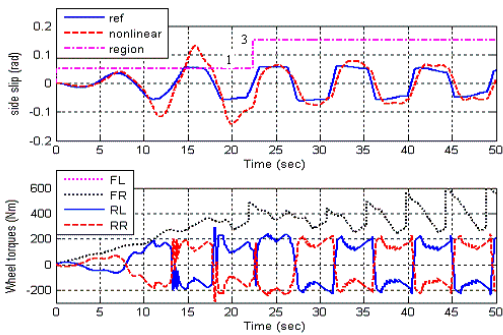 ref
nonlinear
region
0.2
0.1
0
-0.1
-0.2
side slip (rad)
1
3
0 5 10 15 20 25 30 35 40 45 50
Time (sec)
FL
FR
RL
RR
600
400
200
0
-200
Wheel torques (Nm)
0 5 10 15 20 25 30 35 40 45 50
Time (sec)